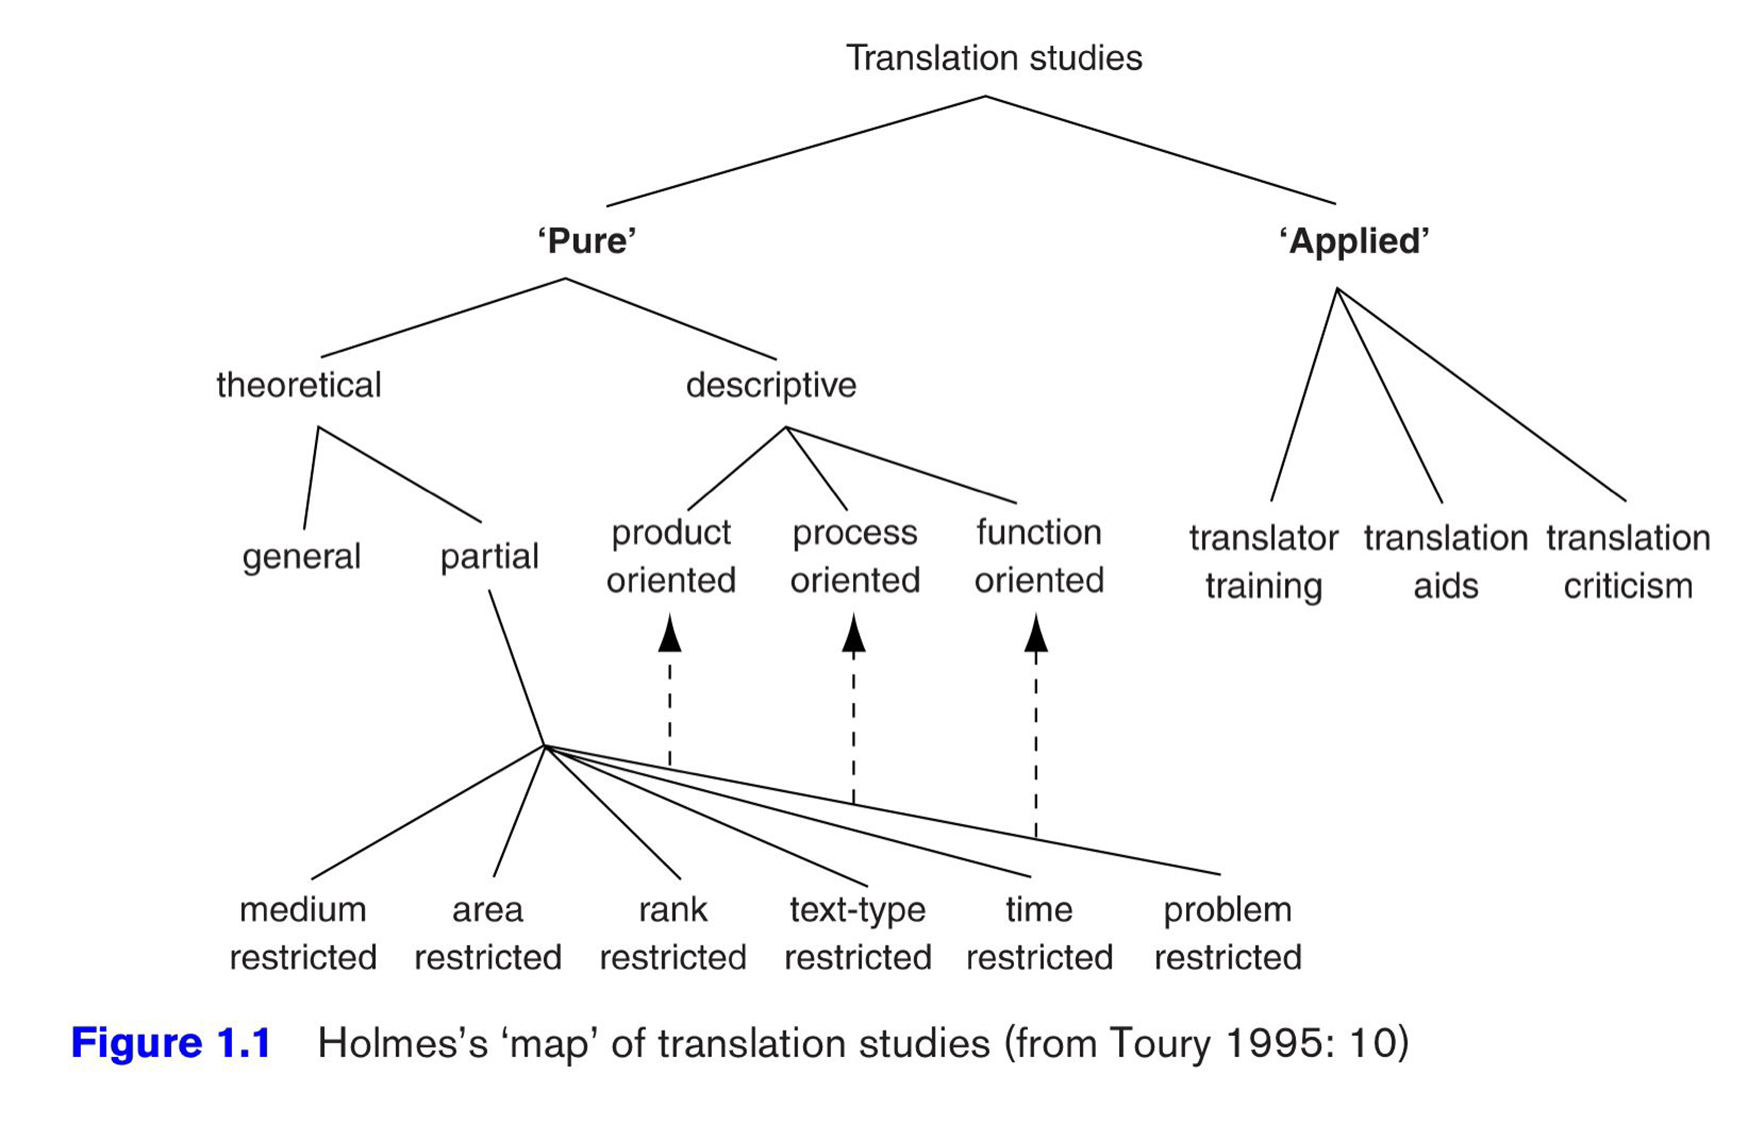 Translation studies
‘Pure’
‘Applied’
theoretical
descriptive
general
partial
product
oriented
process
oriented
function
oriented
translator
training
translation
aids
translation
criticism
medium
restricted
area
restricted
rank
restricted
text-type
restricted
time
restricted
problem
restricted
Figure 1.1 Holmes’s ‘map’ of translation studies (from Toury 1995: 10)